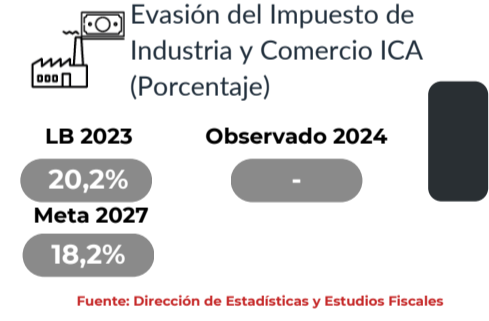 Evasión del Impuesto de
Industria y Comercio ICA
(Porcentaje)
LB 2023
Observado 2024
20,2%
-
Meta 2027
18,2%
Fuente: Dirección de Estadísticas y Estudios Fiscales